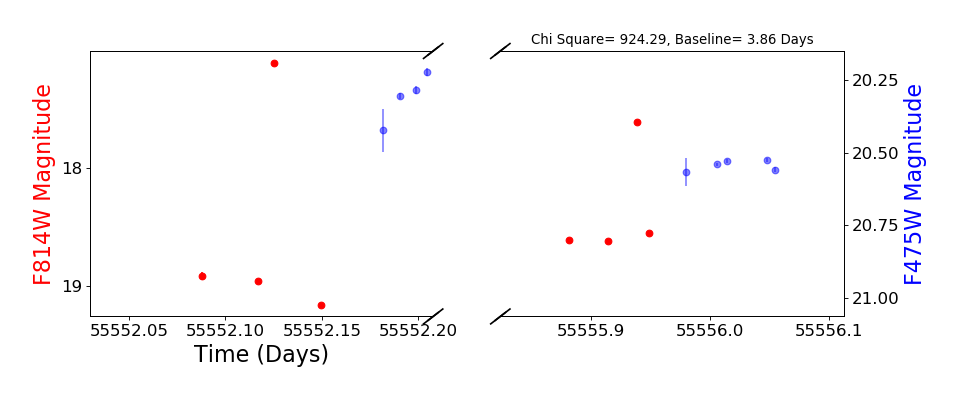 Chi Square= 924.29, Baseline= 3.86 Days
F814W Magnitude
18
19
20.25
20.50
20.75
21.00
F475W Magnitude
55552.05 55552.10 55552.15 55552.20
55555.9 55556.0 55556.1
Time (Days)